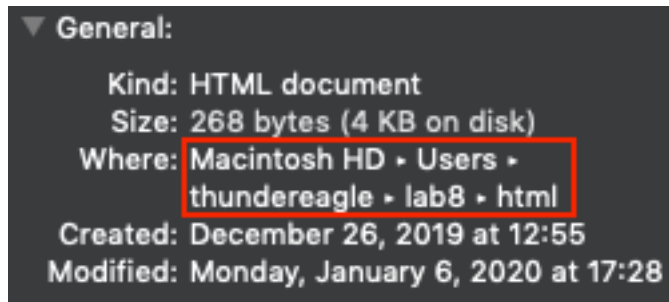 ▼ General:
Kind: HTML document
Size: 268 bytes (4 KB on disk)
Where: Macintosh HD ▸ Users ▸
thundereagle ▸ lab8 ▸ html
Created: December 26, 2019 at 12:55
Modified: Monday, January 6, 2020 at 17:28